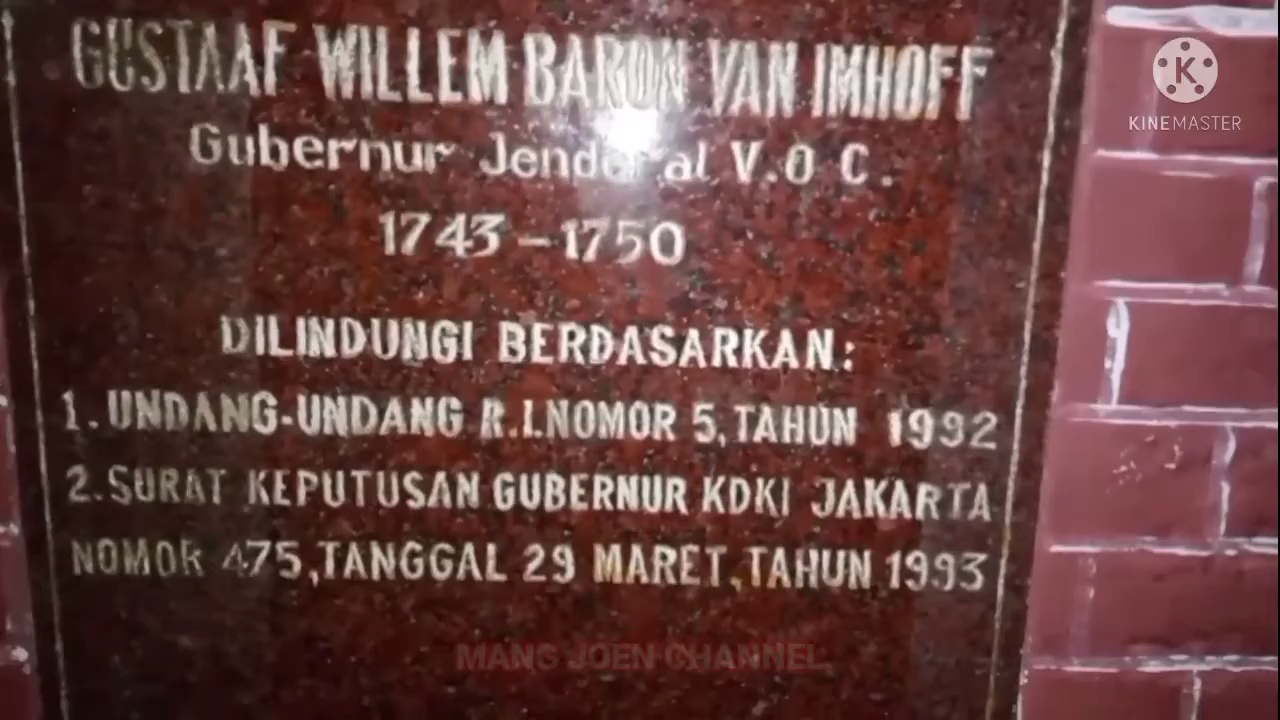 GUSTAAF WILLEM BARON VAN IMHOFF
Gubernur Jenderal V.O C.
1743 – 1750
DILINDUNGI BERDASARKAN:
1. UNDANG-UNDANG R.I. NOMOR 5, TAHUN 1992
2. SURAT KEPUTUSAN GUBERNUR KDKI JAKARTA
NOMOR 475, TANGGAL 29 MARET, TAHUN 1993
MANG JOEN CHANNEL
K
KINEMASTER